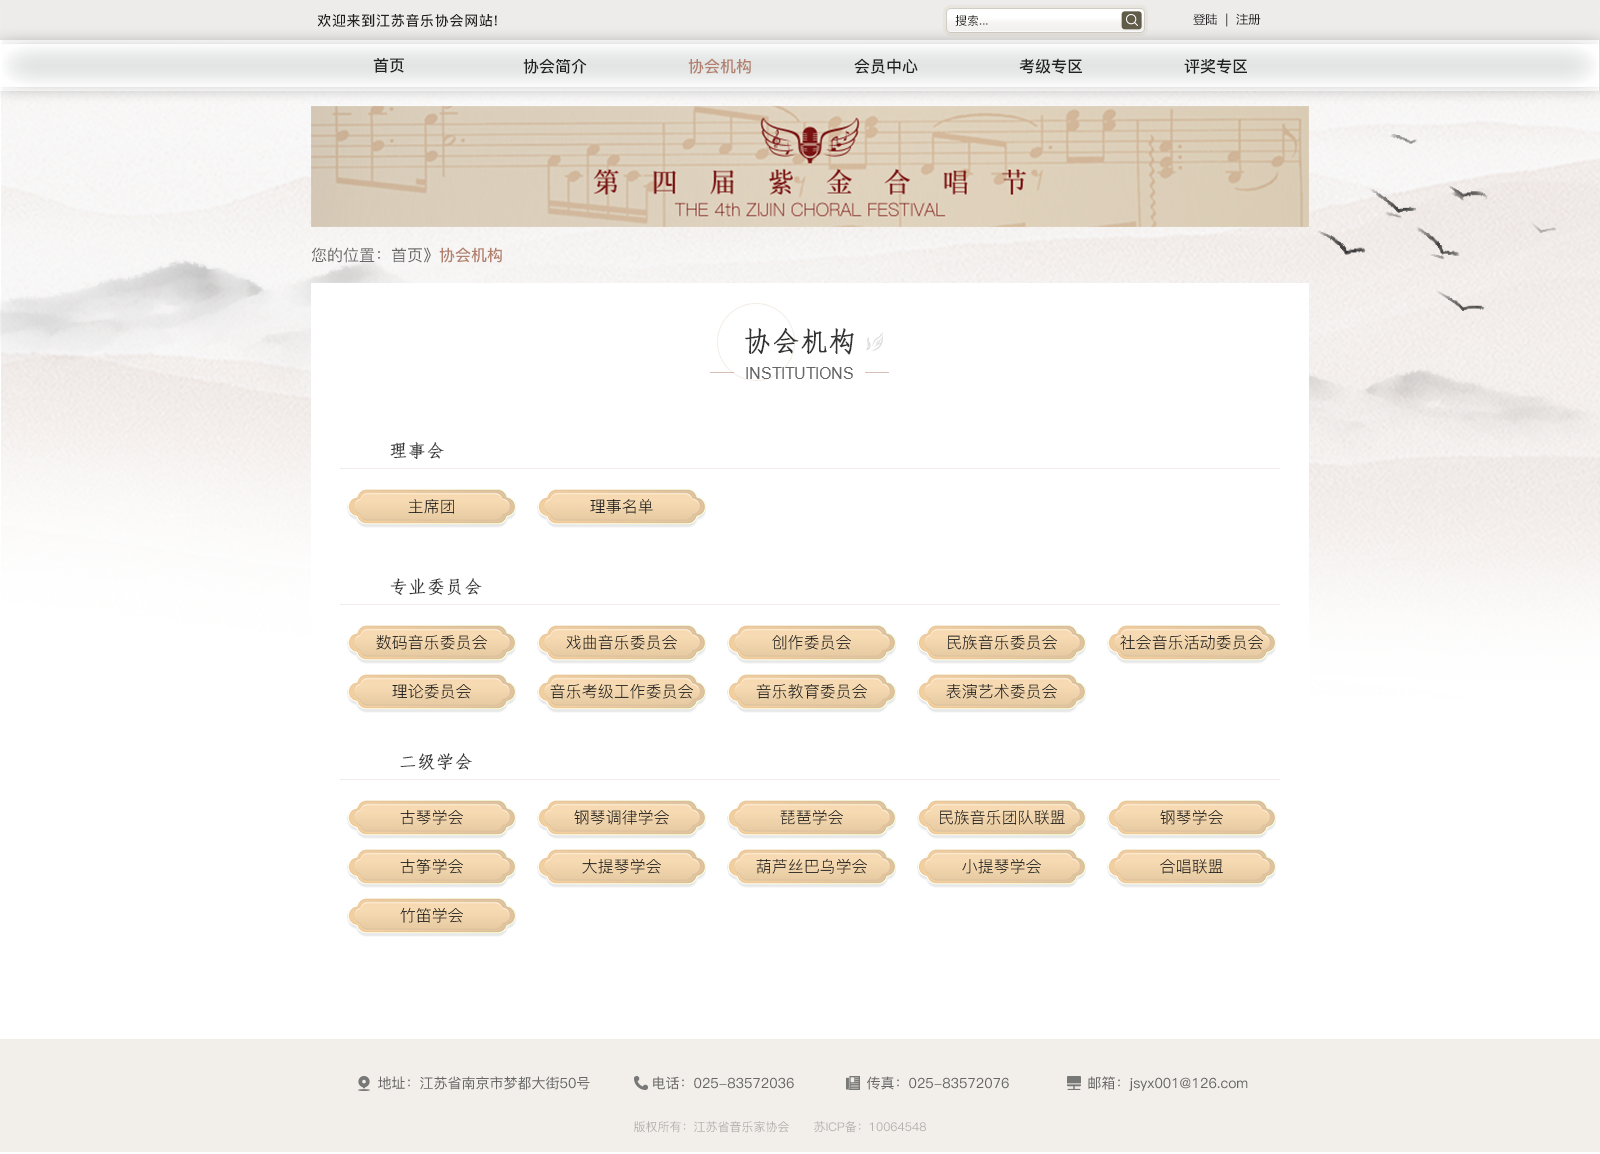 欢迎来到江苏音乐协会网站!
搜索...
登陆 | 注册
首页 协会简介 协会机构 会员中心 考级专区 评奖专区
第四届紫金合唱节
THE 4th ZIJIN CHORAL FESTIVAL
您的位置：首页》协会机构
协会机构
INSTITUTIONS
理事会
主席团 理事名单
专业委员会
数码音乐委员会 戏曲音乐委员会 创作委员会 民族音乐委员会 社会音乐活动委员会
理论委员会 音乐考级工作委员会 音乐教育委员会 表演艺术委员会
二级学会
古琴学会 钢琴调律学会 琵琶学会 民族音乐团队联盟 钢琴学会
古筝学会 大提琴学会 葫芦丝巴乌学会 小提琴学会 合唱联盟
竹笛学会
地址：江苏省南京市梦都大街50号 电话：025-83572036 传真：025-83572076 邮箱：jsyx001@126.com
版权所有：江苏省音乐家协会 苏ICP备：10064548